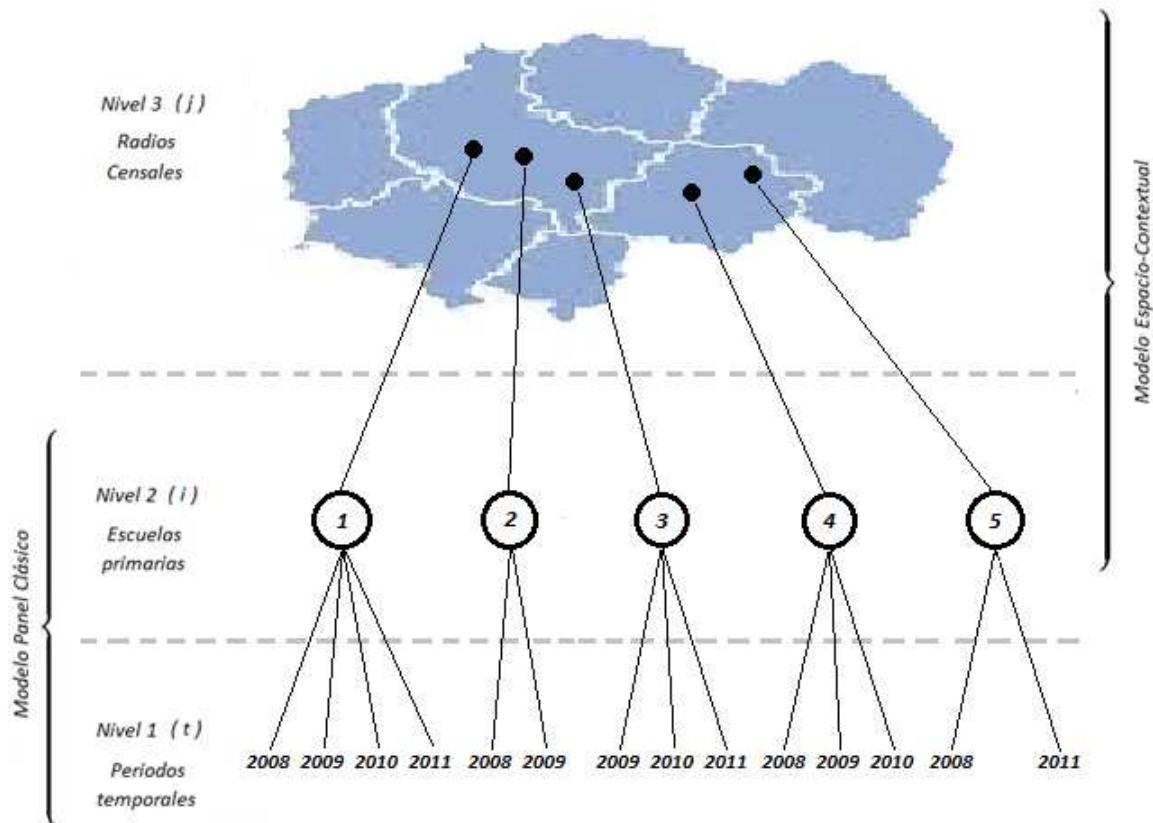 Nivel 3 (j)
Radios
Censales
Modelo Espacio-Contextual
Nivel 2 (i)
Escuelas
primarias
1 2 3 4 5
Modelo Panel Clásico
Nivel 1 (t)
Periodos
temporales
2008 2009 2010 2011 2008 2009 2009 2010 2011 2008 2009 2010 2008 2011